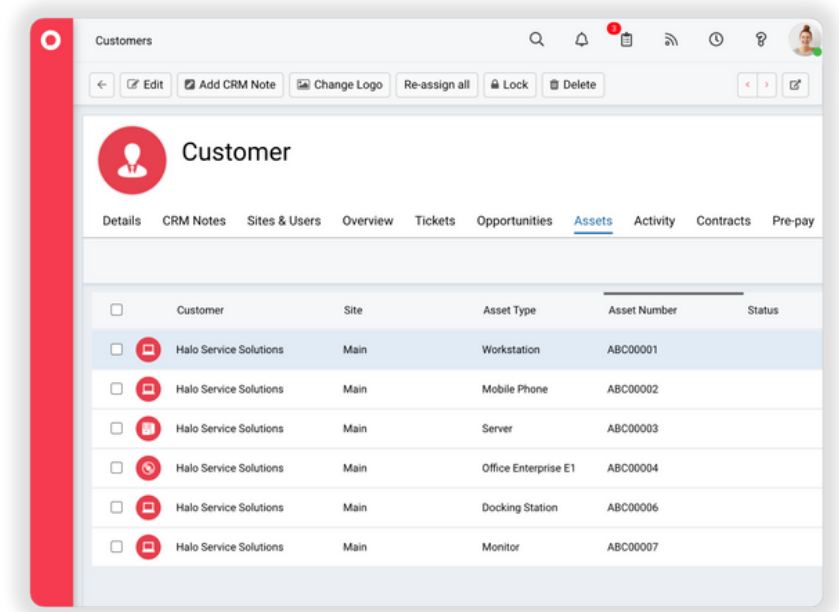 Customers
3
Edit Add CRM Note Change Logo Re-assign all Lock Delete
Customer
Details CRM Notes Sites & Users Overview Tickets Opportunities Assets Activity Contracts Pre-pay
Customer Site Asset Type Asset Number Status
Halo Service Solutions Main Workstation ABC00001
Halo Service Solutions Main Mobile Phone ABC00002
Halo Service Solutions Main Server ABC00003
Halo Service Solutions Main Office Enterprise E1 ABC00004
Halo Service Solutions Main Docking Station ABC00006
Halo Service Solutions Main Monitor ABC00007